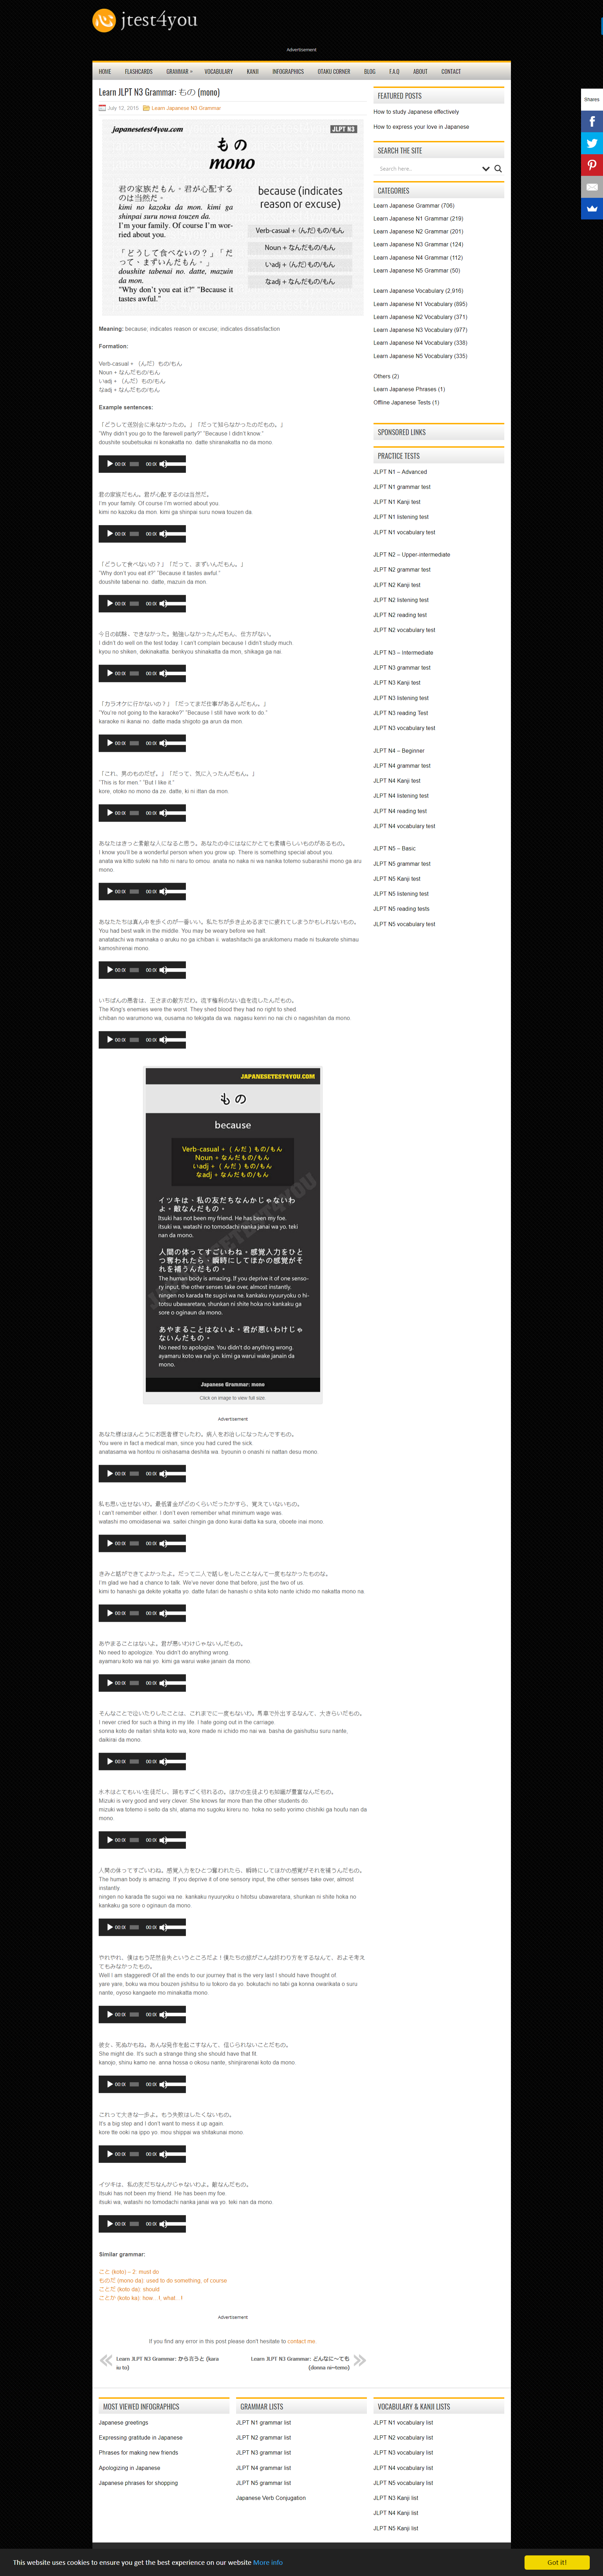 jtest4you
Advertisement
HOME FLASHCARDS GRAMMAR » VOCABULARY KANJI INFOGRAPHICS OTAKU CORNER BLOG F.A.Q ABOUT CONTACT
Learn JLPT N3 Grammar: もの (mono)
July 12, 2015 Learn Japanese N3 Grammar
japanesetest4you.com
JLPT N3
もの
mono
君の家族だもん。君が心配するのは当然だ。
kimi no kazoku da mon. kimi ga shinpai suru nowa touzen da.
I'm your family. Of course I'm worried about you.
「どうして食べないの?」「だって、まずいんだもん。」
doushite tabenai no. datte, mazuin da mon.
"Why don't you eat it?" "Because it tastes awful."
because (indicates reason or excuse)
Verb-casual + (んだ) もの/もん
Noun + なんだもの/もん
いadj + (んだ) もの/もん
なadj + なんだもの/もん
Meaning: because; indicates reason or excuse; indicates dissatisfaction
Formation:
Verb-casual + (んだ) もの/もん
Noun + なんだもの/もん
いadj + (んだ) もの/もん
なadj + なんだもの/もん
Example sentences:
「どうして送別会に来なかったの。」「だって知らなかったのだもの。」
"Why didn't you go to the farewell party?" "Because I didn't know."
doushite soubetsukai ni konakatta no. datte shiranakatta no da mono.
君の家族だもん。君が心配するのは当然だ。
I'm your family. Of course I'm worried about you.
kimi no kazoku da mon. kimi ga shinpai suru nowa touzen da.
「どうして食べないの?」「だって、まずいんだもん。」
"Why don't you eat it?" "Because it tastes awful."
doushite tabenai no. datte, mazuin da mon.
今日の試験、できなかった。勉強しなかったんだもん、仕方がない。
I didn't do well on the test today. I can't complain because I didn't study much.
kyou no shiken, dekinakatta. benkyou shinakatta da mon, shikaga ga nai.
「カラオケに行かないの?」「だってまだ仕事があるんだもん。」
"You're not going to the karaoke?" "Because I still have work to do."
karaoke ni ikanai no. datte mada shigoto ga arun da mon.
「これ、男のものだぜ。」「だって、気に入ったんだもん。」
"This is for men." "But I like it."
kore, otoko no mono da ze. datte, ki ni ittan da mon.
あなたはきっと素敵な人になると思う。あなたの中にはなにかとても素晴らしいものがあるもの。
I know you'll be a wonderful person when you grow up. There is something special about you.
anata wa kitto suteki na hito ni naru to omou. anata no naka ni wa nanika totemo subarashii mono ga aru mono.
あなたたちは真ん中を歩くのが一番いい。私たちが歩き止めるまでに疲れてしまうかもしれないもの。
You had best walk in the middle. You may be weary before we halt.
anatatachi wa mannaka o aruku no ga ichiban ii. watashitachi ga arukitomeru made ni tsukarete shimau kamoshirenai mono.
いちばんの悪者は、王さまの敵方だわ。流す権利のない血を流したんだもの。
The King's enemies were the worst. They shed blood they had no right to shed.
ichiban no warumono wa, ousama no tekigata da wa. nagasu kenri no nai chi o nagashitan da mono.
JAPANESETEST4YOU.COM
もの
because
Verb-casual + (んだ) もの/もん
Noun + なんだもの/もん
いadj + (んだ) もの/もん
なadj + なんだもの/もん
イツキは、私の友だちなんかじゃないわよ。敵なんだもの。
Itsuki has not been my friend. He has been my foe.
itsuki wa, watashi no tomodachi nanka janai wa yo. teki nan da mono.
人間の体ってすごいわね。感覚入力をひとつ奪われたら、瞬時にしてほかの感覚がそれを補うんだもの。
The human body is amazing. If you deprive it of one sensory input, the other senses take over, almost instantly.
ningen no karada tte sugoi wa ne. kankaku nyuuryoku o hitotsu ubawaretara, shunkan ni shite hoka no kankaku ga sore o oginaun da mono.
あやまることはないよ。君が悪いわけじゃないんだもの。
No need to apologize. You didn't do anything wrong.
ayamaru koto wa nai yo. kimi ga warui wake janain da mono.
Japanese Grammar: mono
Click on image to view full size
Advertisement
あなた様はほんとうにお医者様でしたわ。病人をお治しになったんですもの。
You were in fact a medical man, since you had cured the sick.
anatasama wa hontou ni oishasama deshita wa. byounin o onaoshi ni nattan desu mono.
私も思い出せないわ。最低賃金がどのくらいだったかすら、覚えていないもの。
I can't remember either. I don't even remember what minimum wage was.
watashi mo omoidasenai wa. saitei chingin ga dono kurai datta ka sura, oboete inai mono.
きみと話ができてよかったよ。だって二人で話しをしたことなんて一度もなかったものな。
I'm glad we had a chance to talk. We've never done that before, just the two of us.
kimi to hanashi ga dekite yokatta yo. datte futari de hanashi o shita koto nante ichido mo nakatta mono na.
あやまることはないよ。君が悪いわけじゃないんだもの。
No need to apologize. You didn't do anything wrong.
ayamaru koto wa nai yo. kimi ga warui wake janain da mono.
そんなことで泣いたりしたことは、これまでに一度もないわ。馬車で外出するなんて、大きらいだもの。
I never cried for such a thing in my life. I hate going out in the carriage.
sonna koto de naitari shita koto wa, kore made ni ichido mo nai wa. basha de gaishutsu suru nante, daikirai da mono.
水木はとてもいい生徒だし、頭もすごく切れるの。ほかの生徒よりも知識が豊富なんだもの。
Mizuki is very good and very clever. She knows far more than the other students do.
mizuki wa totemo ii seito da shi, atama mo sugoku kireru no. hoka no seito yorimo chishiki ga houfu nan da mono.
人間の体ってすごいわね。感覚入力をひとつ奪われたら、瞬時にしてほかの感覚がそれを補うんだもの。
The human body is amazing. If you deprive it of one sensory input, the other senses take over, almost instantly.
ningen no karada tte sugoi wa ne. kankaku nyuuryoku o hitotsu ubawaretara, shunkan ni shite hoka no kankaku ga sore o oginaun da mono.
やれやれ、僕はもう茫然自失というところだよ!僕たちの旅がこんな終わり方をするなんて、およそ考えてもみなかったもの。
Well I am staggered! Of all the ends to our journey that is the very last I should have thought of.
yare yare, boku wa mou bouzen jishitsu to iu tokoro da yo. bokutachi no tabi ga konna owarikata o suru nante, oyoso kangaete mo minakatta mono.
彼女、死ぬかもね。あんな発作を起こすなんて、信じられないことだもの。
She might die. It's such a strange thing she should have that fit.
kanojo, shinu kamo ne. anna hossa o okosu nante, shinjirarenai koto da mono.
これって大きな一歩よ。もう失敗はしたくないもの。
It's a big step and I don't want to mess it up again.
kore tte ooki na ippo yo. mou shippai wa shitakunai mono.
イツキは、私の友だちなんかじゃないわよ。敵なんだもの。
Itsuki has not been my friend. He has been my foe.
itsuki wa, watashi no tomodachi nanka janai wa yo. teki nan da mono.
Similar grammar:
こと (koto) – 2: must do
ものだ (mono da): used to do something; of course
ことだ (koto da): should
ことか (koto ka): how…!; what…!
Advertisement
If you find any error in this post please don't hesitate to contact me.
Learn JLPT N3 Grammar: から言うと (kara iu to)
Learn JLPT N3 Grammar: どんなに~ても (donna ni~temo)
FEATURED POSTS
How to study Japanese effectively
How to express your love in Japanese
SEARCH THE SITE
Search here...
CATEGORIES
Learn Japanese Grammar (706)
Learn Japanese N1 Grammar (219)
Learn Japanese N2 Grammar (201)
Learn Japanese N3 Grammar (124)
Learn Japanese N4 Grammar (112)
Learn Japanese N5 Grammar (50)
Learn Japanese Vocabulary (2,916)
Learn Japanese N1 Vocabulary (895)
Learn Japanese N2 Vocabulary (371)
Learn Japanese N3 Vocabulary (977)
Learn Japanese N4 Vocabulary (338)
Learn Japanese N5 Vocabulary (335)
Others (2)
Learn Japanese Phrases (1)
Offline Japanese Tests (1)
SPONSORED LINKS
PRACTICE TESTS
JLPT N1 – Advanced
JLPT N1 grammar test
JLPT N1 Kanji test
JLPT N1 listening test
JLPT N1 vocabulary test
JLPT N2 – Upper-intermediate
JLPT N2 grammar test
JLPT N2 Kanji test
JLPT N2 listening test
JLPT N2 reading test
JLPT N2 vocabulary test
JLPT N3 – Intermediate
JLPT N3 grammar test
JLPT N3 Kanji test
JLPT N3 listening test
JLPT N3 reading Test
JLPT N3 vocabulary test
JLPT N4 – Beginner
JLPT N4 grammar test
JLPT N4 Kanji test
JLPT N4 listening test
JLPT N4 reading test
JLPT N4 vocabulary test
JLPT N5 – Basic
JLPT N5 grammar test
JLPT N5 Kanji test
JLPT N5 listening test
JLPT N5 reading tests
JLPT N5 vocabulary test
Shares
MOST VIEWED INFOGRAPHICS
Japanese greetings
Expressing gratitude in Japanese
Phrases for making new friends
Apologizing in Japanese
Japanese phrases for shopping
GRAMMAR LISTS
JLPT N1 grammar list
JLPT N2 grammar list
JLPT N3 grammar list
JLPT N4 grammar list
JLPT N5 grammar list
Japanese Verb Conjugation
VOCABULARY & KANJI LISTS
JLPT N1 vocabulary list
JLPT N2 vocabulary list
JLPT N3 vocabulary list
JLPT N4 vocabulary list
JLPT N5 vocabulary list
JLPT N3 Kanji list
JLPT N4 Kanji list
JLPT N5 Kanji list
This website uses cookies to ensure you get the best experience on our website More info
Got it!